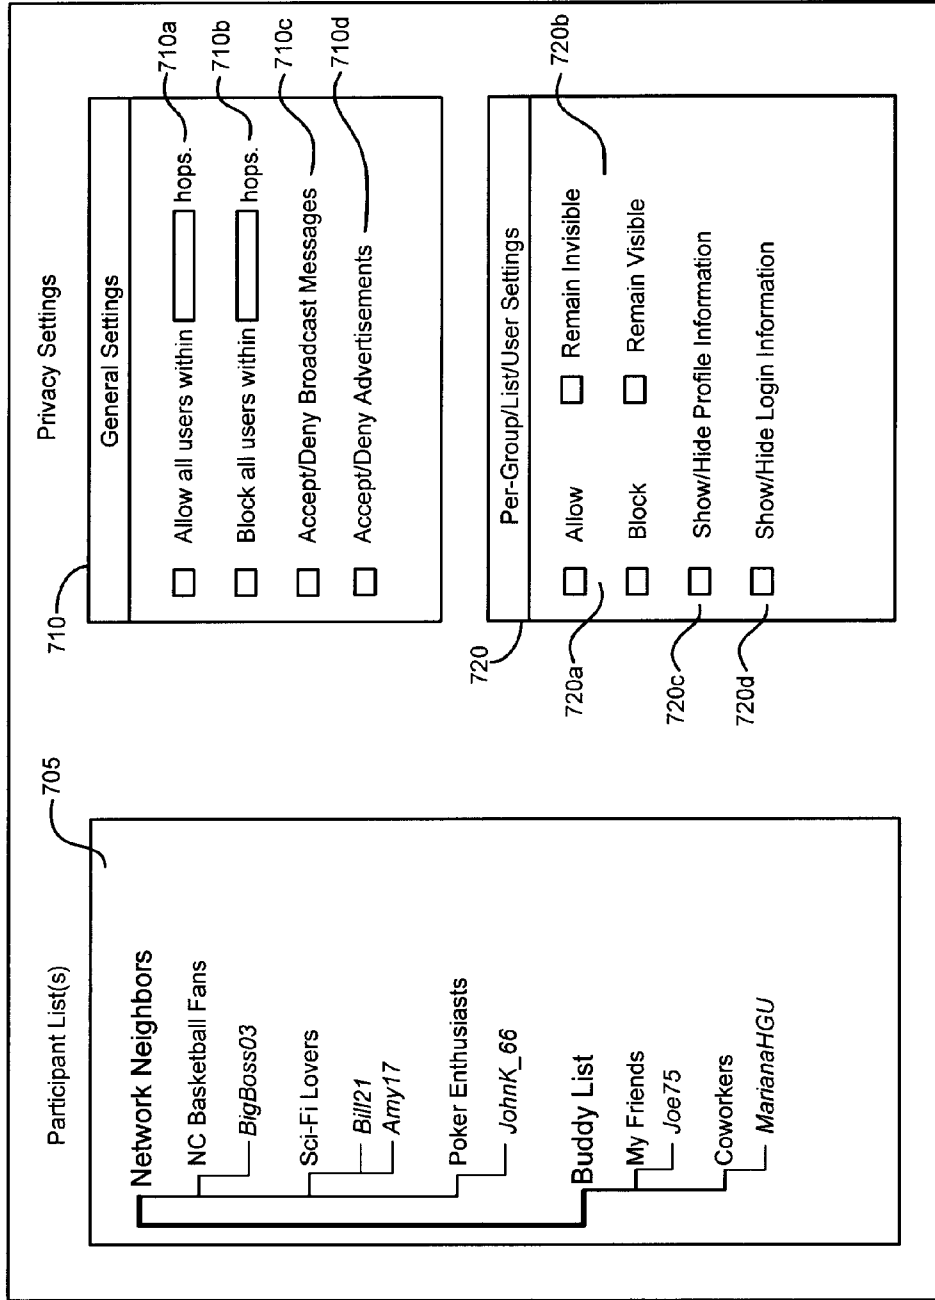 Participant List(s)
705
Network Neighbors
NC Basketball Fans
BigBoss03
Sci-Fi Lovers
Bill21
Amy17
Poker Enthusiasts
JohnK_66
Buddy List
My Friends
Joe75
Coworkers
MarianaHGU
Privacy Settings
710
General Settings
Allow all users within hops.
710a
Block all users within hops.
710b
Accept/Deny Broadcast Messages
710c
Accept/Deny Advertisements
710d
720
Per-Group/List/User Settings
720a
Allow
Remain Invisible
720b
Block
Remain Visible
720c
Show/Hide Profile Information
720d
Show/Hide Login Information